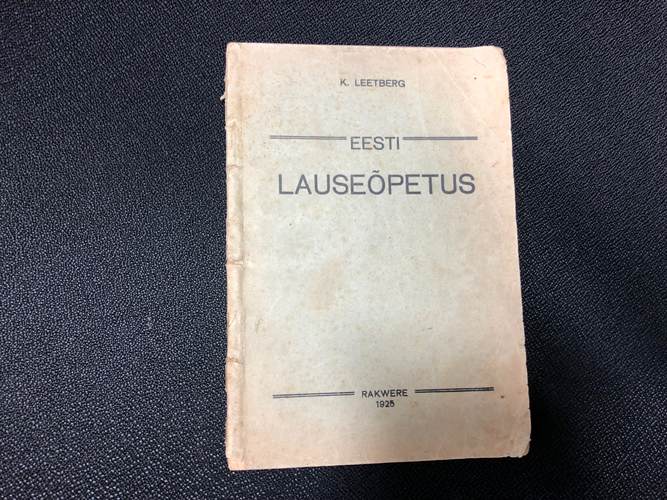 K. LEETBERG
EESTI
LAUSEÕPETUS
RAKWERE
1925